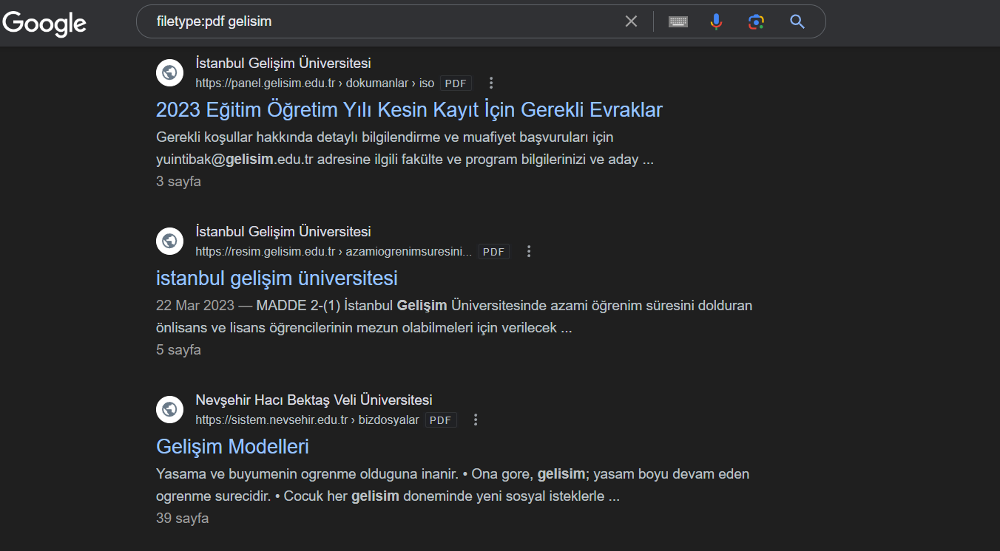 Google
filetype:pdf gelisim
İstanbul Gelişim Üniversitesi
https://panel.gelisim.edu.tr › dokumanlar › iso PDF
2023 Eğitim Öğretim Yılı Kesin Kayıt İçin Gerekli Evraklar
Gerekli koşullar hakkında detaylı bilgilendirme ve muafiyet başvuruları için
yuintibak@gelisim.edu.tr adresine ilgili fakülte ve program bilgilerinizi ve aday ...
3 sayfa
İstanbul Gelişim Üniversitesi
https://resim.gelisim.edu.tr › azamiogrenimsuresini... PDF
istanbul gelişim üniversitesi
22 Mar 2023 — MADDE 2-(1) İstanbul Gelişim Üniversitesinde azami öğrenim süresini dolduran
önlisans ve lisans öğrencilerinin mezun olabilmeleri için verilecek ...
5 sayfa
Nevşehir Hacı Bektaş Veli Üniversitesi
https://sistem.nevsehir.edu.tr › bizdosyalar PDF
Gelişim Modelleri
Yasama ve buyumenin ogrenme olduguna inanir. • Ona gore, gelisim; yasam boyu devam eden
ogrenme surecidir. • Cocuk her gelisim doneminde yeni sosyal isteklerle ...
39 sayfa